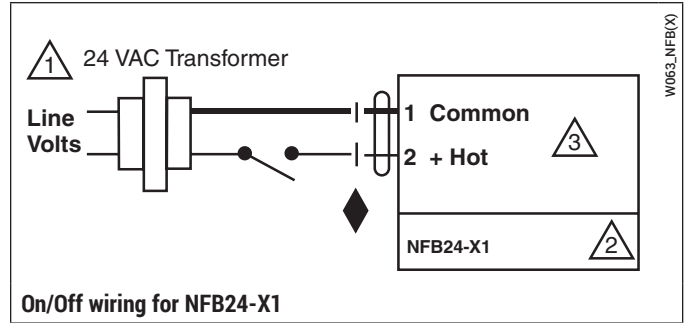 1 24 VAC Transformer
W063_NFB(X)
Line
Volts
1 Common
2 + Hot
3
NFB24-X1
2
On/Off wiring for NFB24-X1